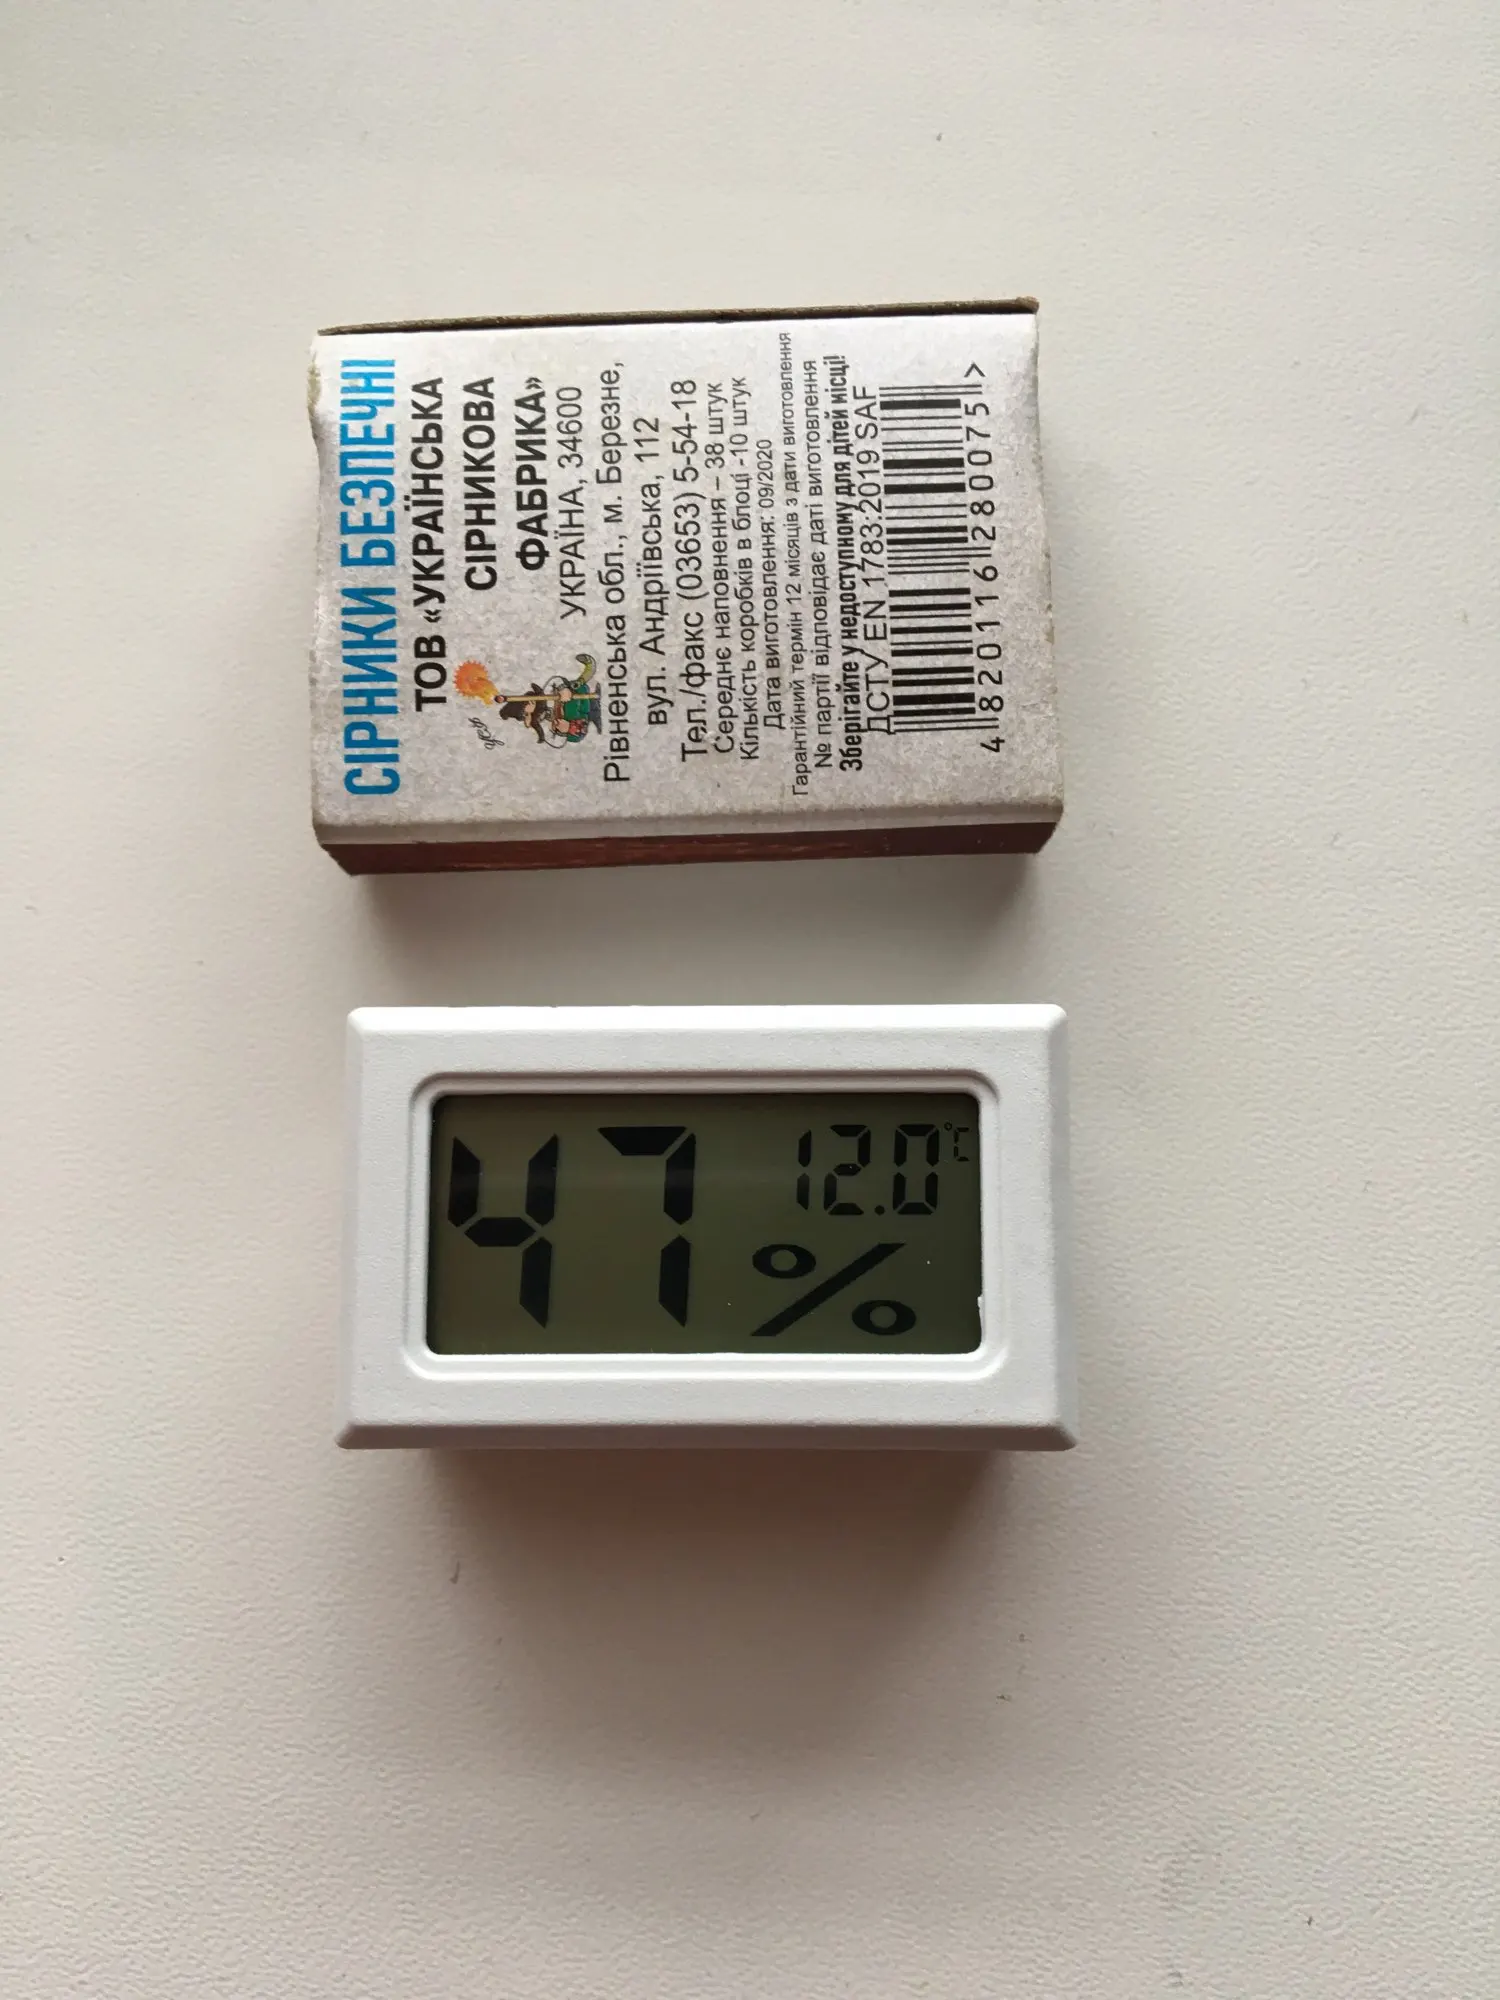 СІРНИКИ БЕЗПЕЧНІ
ТОВ «УКРАЇНСЬКА
СІРНИКОВА
ФАБРИКА»
УКРАЇНА, 34600
Рівненська обл., м. Березне,
вул. Андріївська, 112
Тел./факс (03653) 5-54-18
Середнє наповнення – 38 штук
Кількість коробків в блоці -10 штук
Дата виготовлення: 09/2020
Гарантійний термін 12 місяців з дати виготовлення
№ партії відповідає даті виготовлення
Зберігайте у недоступному для дітей місці!
ДСТУ EN 1783:2019 SAF
4 820116 280075 >
47 %
12.0 °C